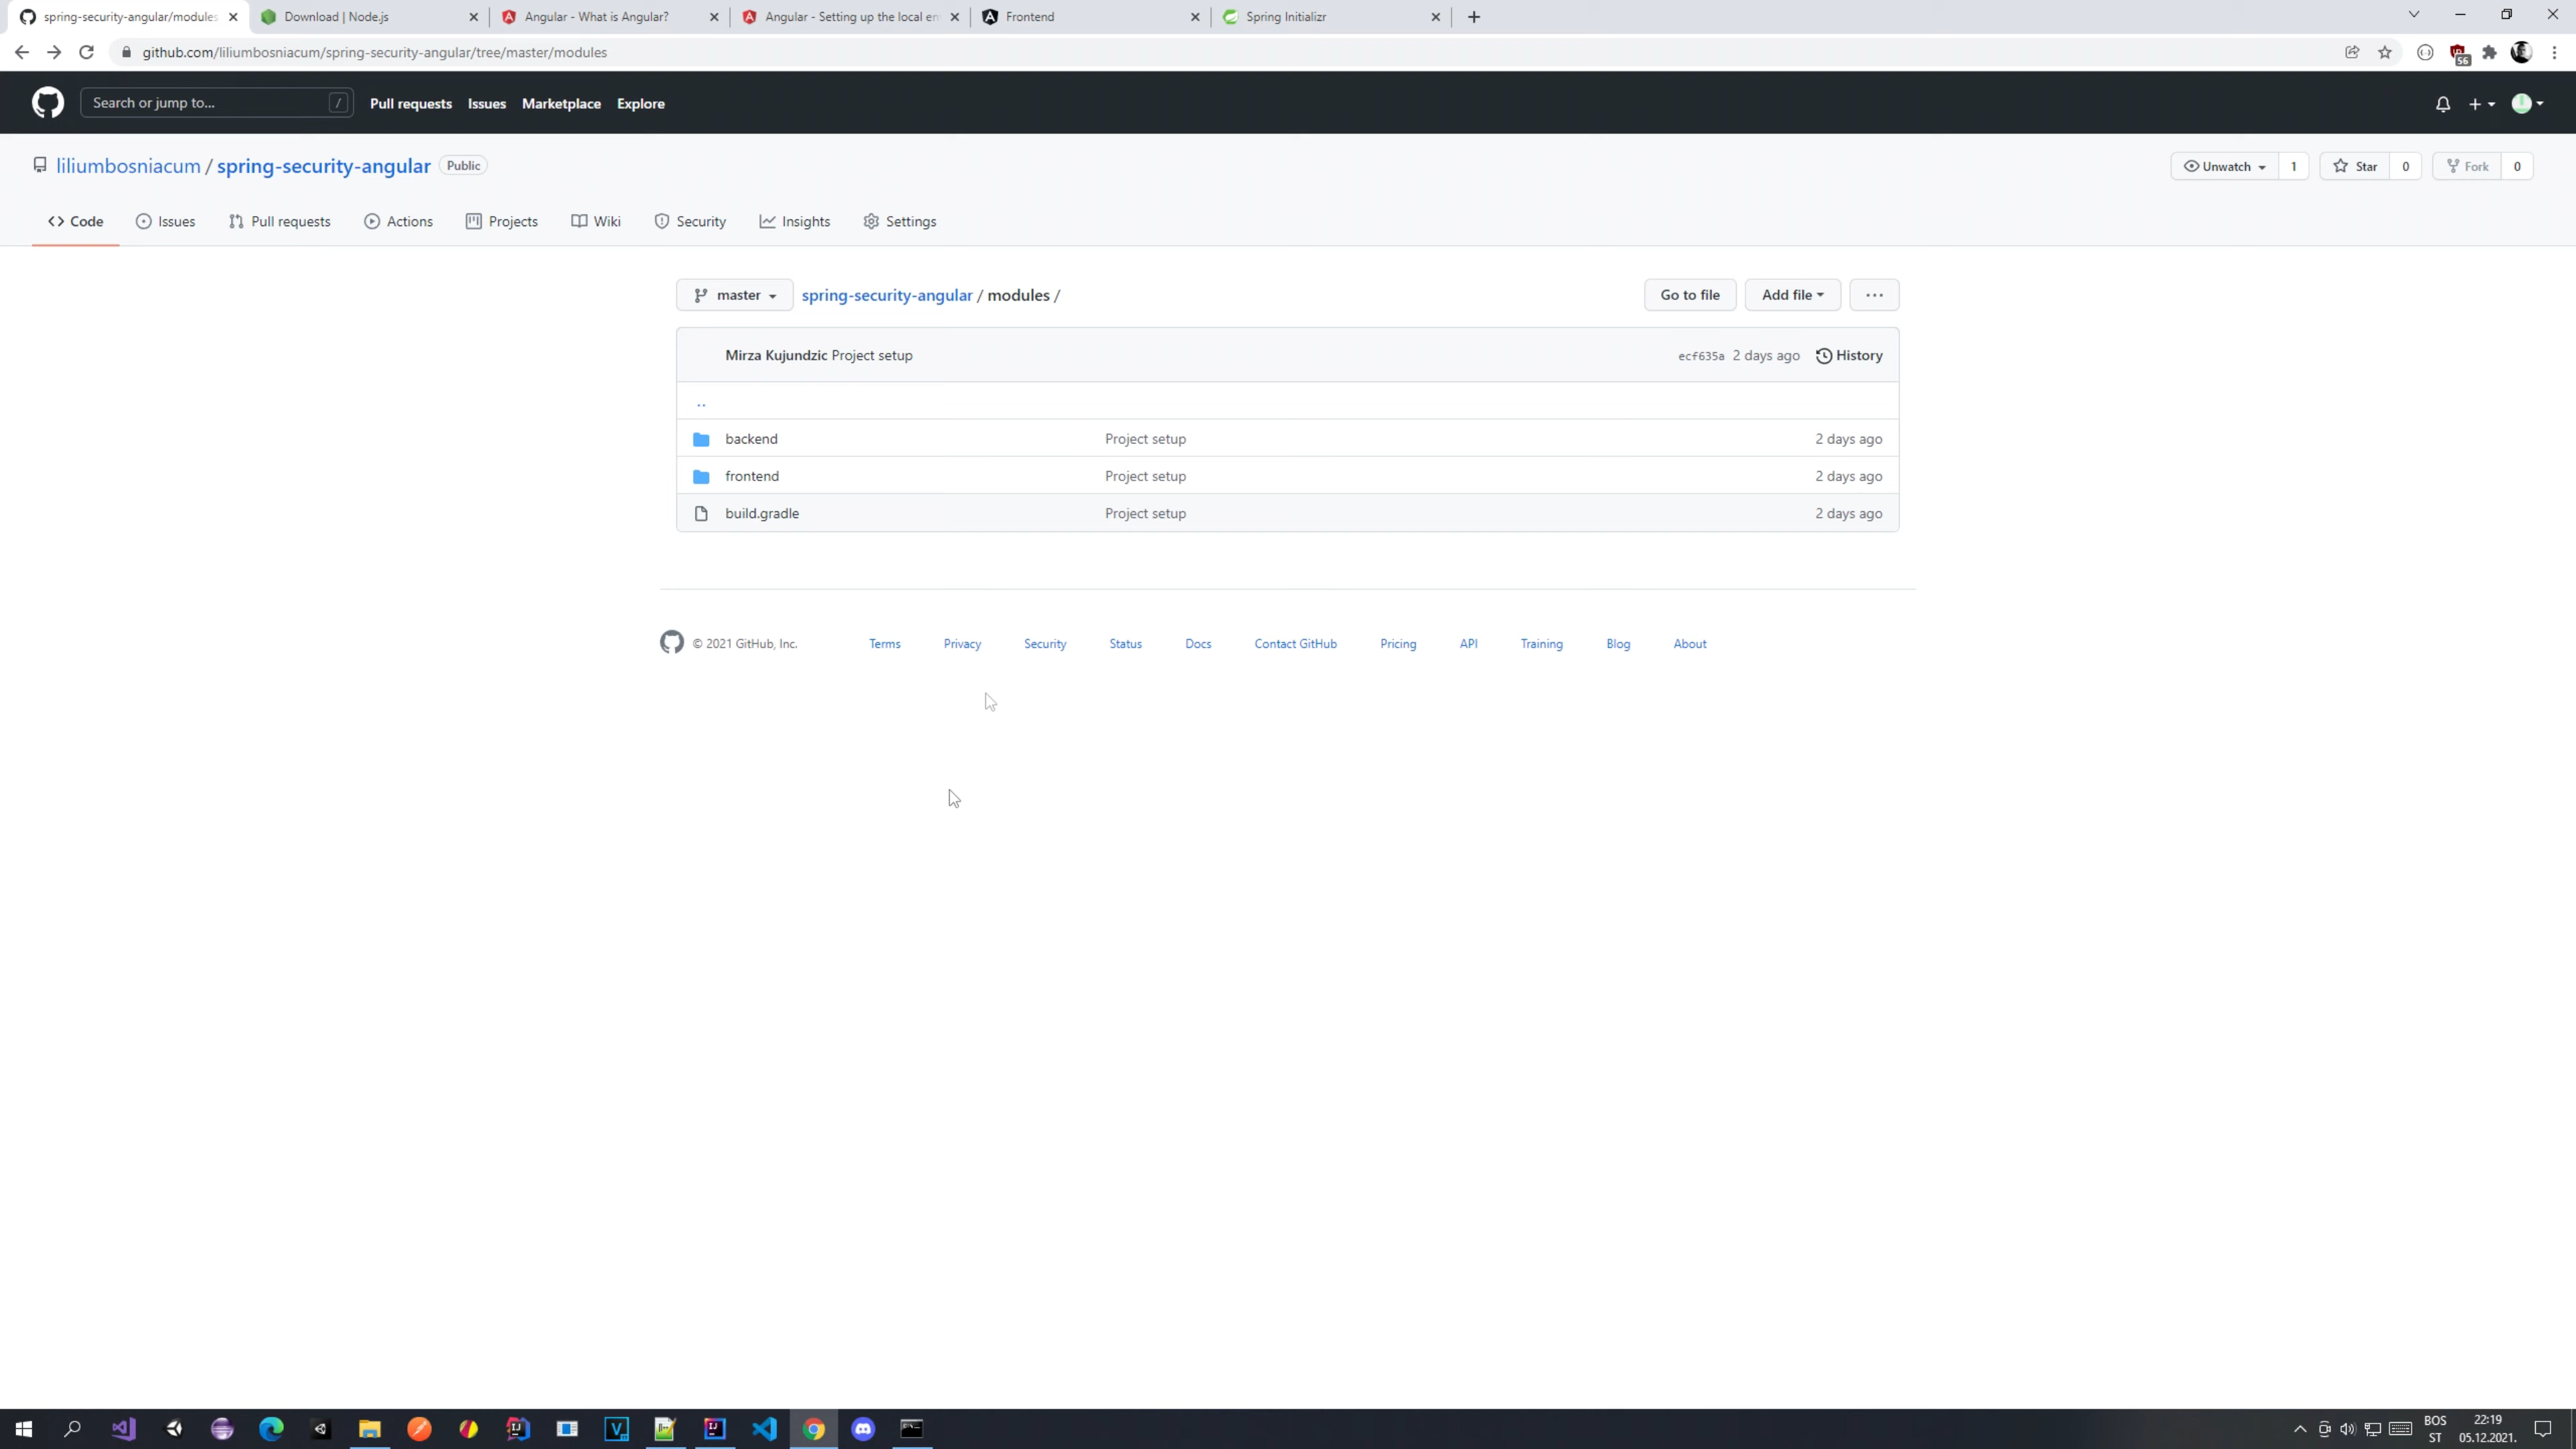 spring-security-angular/modules
Download | Node.js
Angular - What is Angular?
Angular - Setting up the local en
Frontend
Spring Initializr
github.com/liliumbosniacum/spring-security-angular/tree/master/modules
56
Search or jump to...
/
Pull requests
Issues
Marketplace
Explore
liliumbosniacum / spring-security-angular
Public
Unwatch
1
Star
0
Fork
0
Code
Issues
Pull requests
Actions
Projects
Wiki
Security
Insights
Settings
master
spring-security-angular / modules /
Go to file
Add file
...
Mirza Kujundzic Project setup
ecf635a 2 days ago
History
..
backend
Project setup
2 days ago
frontend
Project setup
2 days ago
build.gradle
Project setup
2 days ago
© 2021 GitHub, Inc.
Terms
Privacy
Security
Status
Docs
Contact GitHub
Pricing
API
Training
Blog
About
BOS
ST
22:19
05.12.2021.